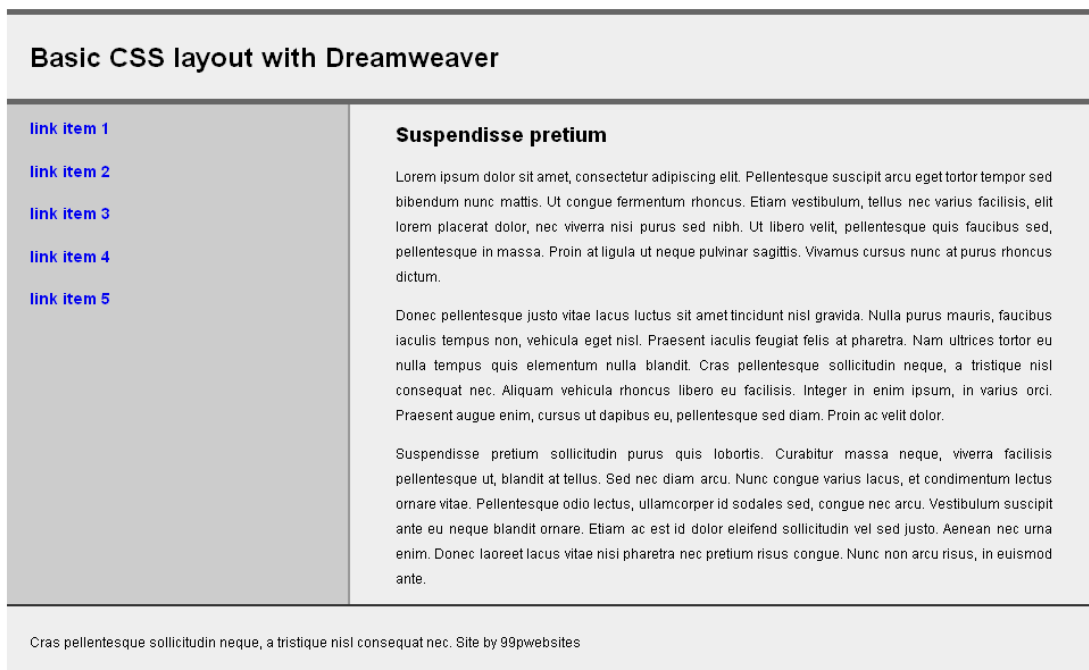 Basic CSS layout with Dreamweaver
link item 1
link item 2
link item 3
link item 4
link item 5
Suspendisse pretium
Lorem ipsum dolor sit amet, consectetur adipiscing elit. Pellentesque suscipit arcu eget tortor tempor sed
bibendum nunc mattis. Ut congue fermentum rhoncus. Etiam vestibulum, tellus nec varius facilisis, elit
lorem placerat dolor, nec viverra nisi purus sed nibh. Ut libero velit, pellentesque quis faucibus sed,
pellentesque in massa. Proin at ligula ut neque pulvinar sagittis. Vivamus cursus nunc at purus rhoncus
dictum.
Donec pellentesque justo vitae lacus luctus sit amet tincidunt nisl gravida. Nulla purus mauris, faucibus
iaculis tempus non, vehicula eget nisl. Praesent iaculis feugiat felis at pharetra. Nam ultrices tortor eu
nulla tempus quis elementum nulla blandit. Cras pellentesque sollicitudin neque, a tristique nisl
consequat nec. Aliquam vehicula rhoncus libero eu facilisis. Integer in enim ipsum, in varius orci.
Praesent augue enim, cursus ut dapibus eu, pellentesque sed diam. Proin ac velit dolor.
Suspendisse pretium sollicitudin purus quis lobortis. Curabitur massa neque, viverra facilisis
pellentesque ut, blandit at tellus. Sed nec diam arcu. Nunc congue varius lacus, et condimentum lectus
ornare vitae. Pellentesque odio lectus, ullamcorper id sodales sed, congue nec arcu. Vestibulum suscipit
ante eu neque blandit ornare. Etiam ac est id dolor eleifend sollicitudin vel sed justo. Aenean nec urna
enim. Donec laoreet lacus vitae nisi pharetra nec pretium risus congue. Nunc non arcu risus, in euismod
ante.
Cras pellentesque sollicitudin neque, a tristique nisl consequat nec. Site by 99pwebsites